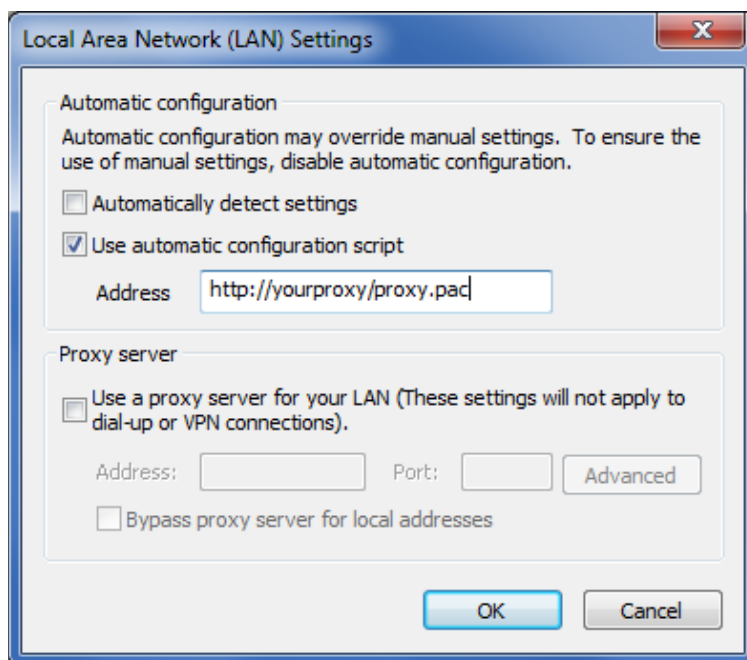 Local Area Network (LAN) Settings
Automatic configuration
Automatic configuration may override manual settings.  To ensure the
use of manual settings, disable automatic configuration.
Automatically detect settings
Use automatic configuration script
Address http://yourproxy/proxy.pac
Proxy server
Use a proxy server for your LAN (These settings will not apply to
dial-up or VPN connections).
Address: Port: Advanced
Bypass proxy server for local addresses
OK Cancel